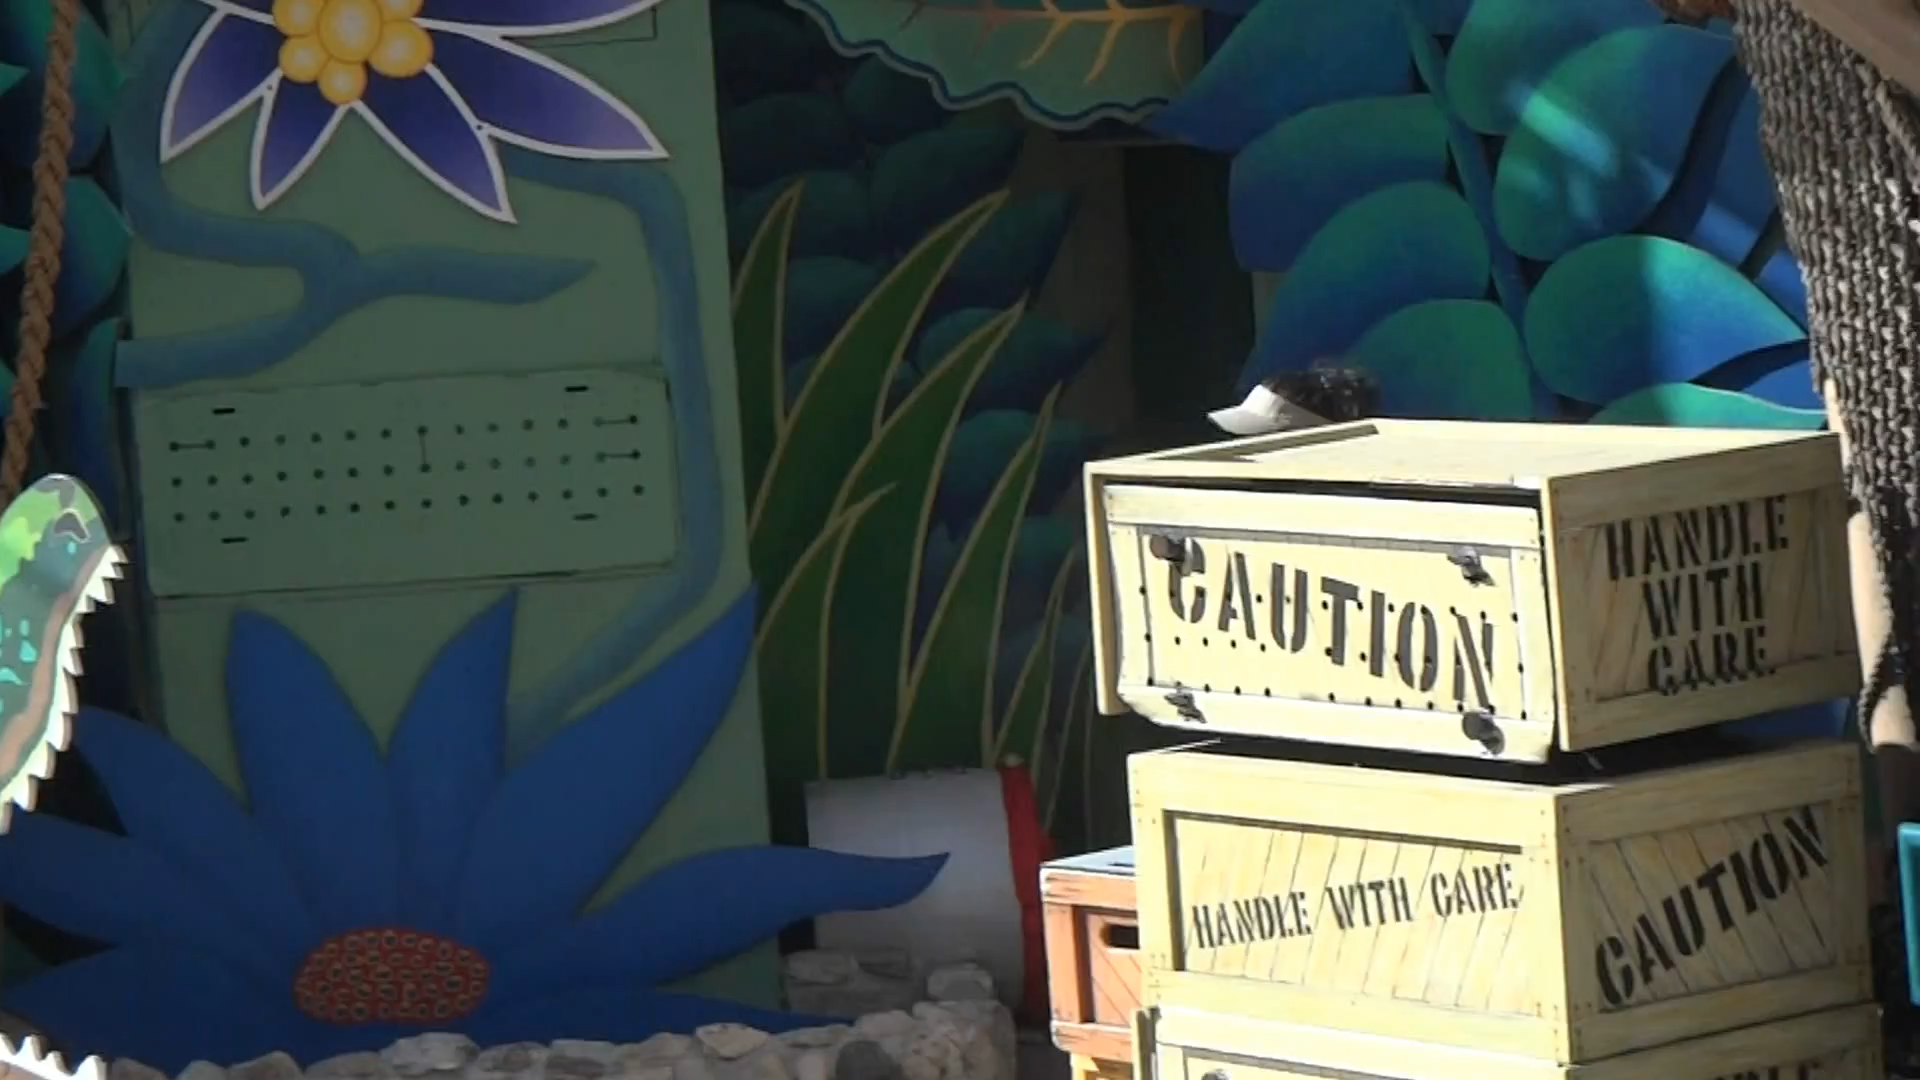 CAUTION
HANDLE
WITH
CARE
HANDLE WITH CARE
CAUTION